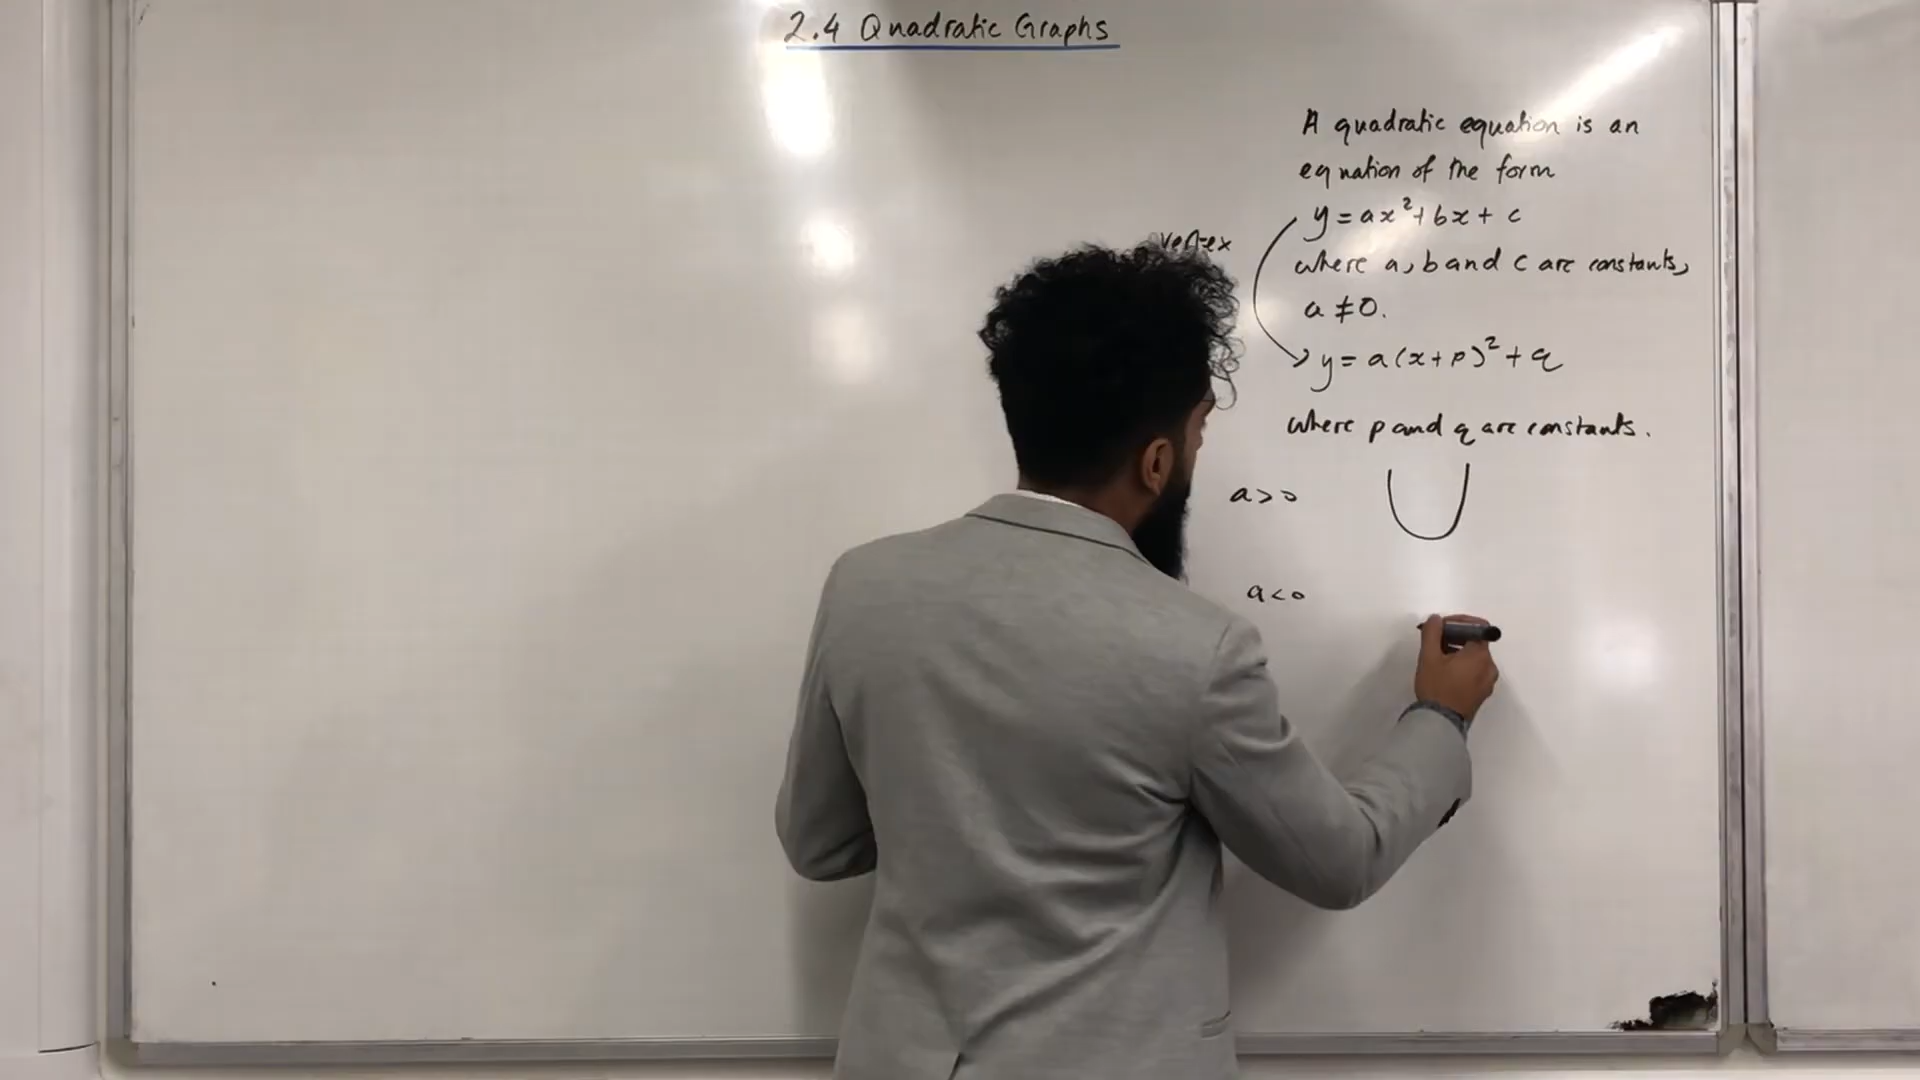 2.4 Quadratic Graphs
A quadratic equation is an
equation of the form
y = ax² + bx + c
vertex
where a, b and c are constants,
a ≠ 0.
y = a(x + p)² + q
where p and q are constants.
a > 0
a < 0